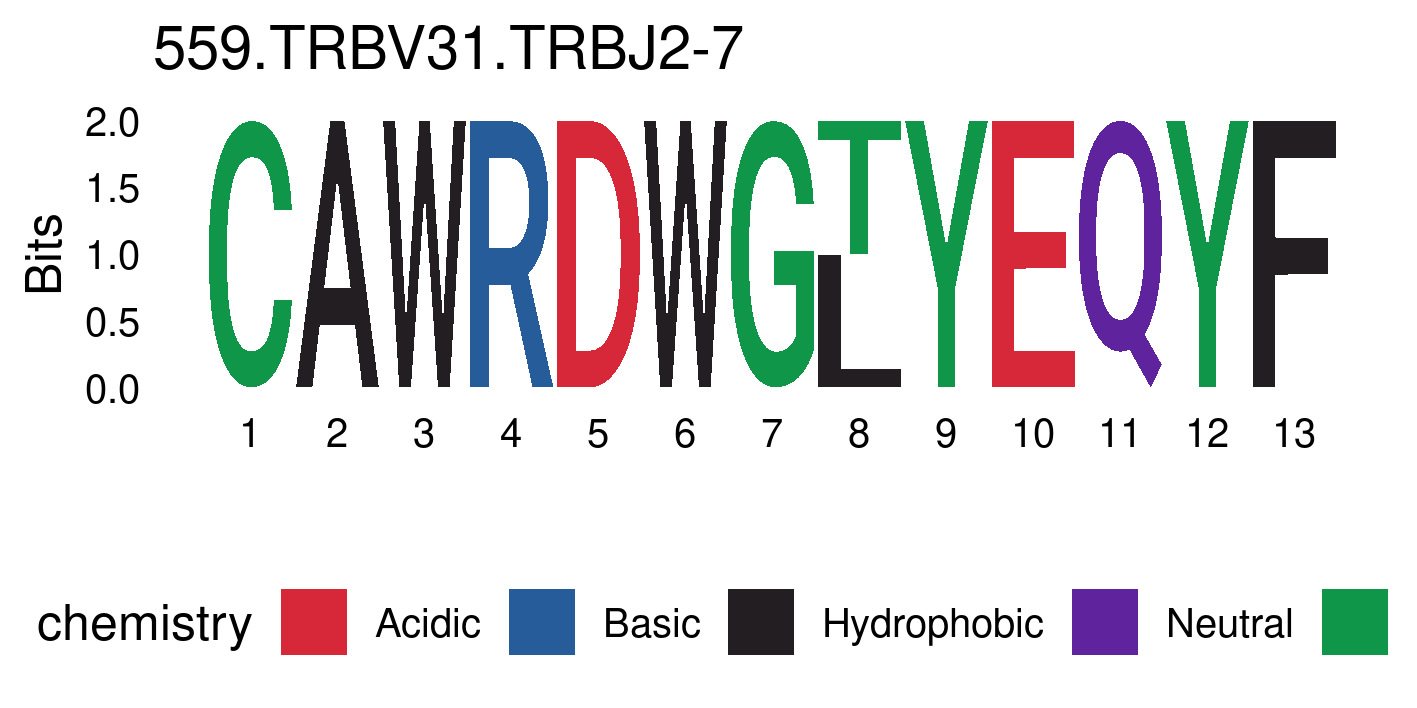 559.TRBV31.TRBJ2-7
Bits
2.0
1.5
1.0
0.5
0.0
CAWRDWGTYEQYF
L
1 2 3 4 5 6 7 8 9 10 11 12 13
chemistry Acidic Basic Hydrophobic Neutral